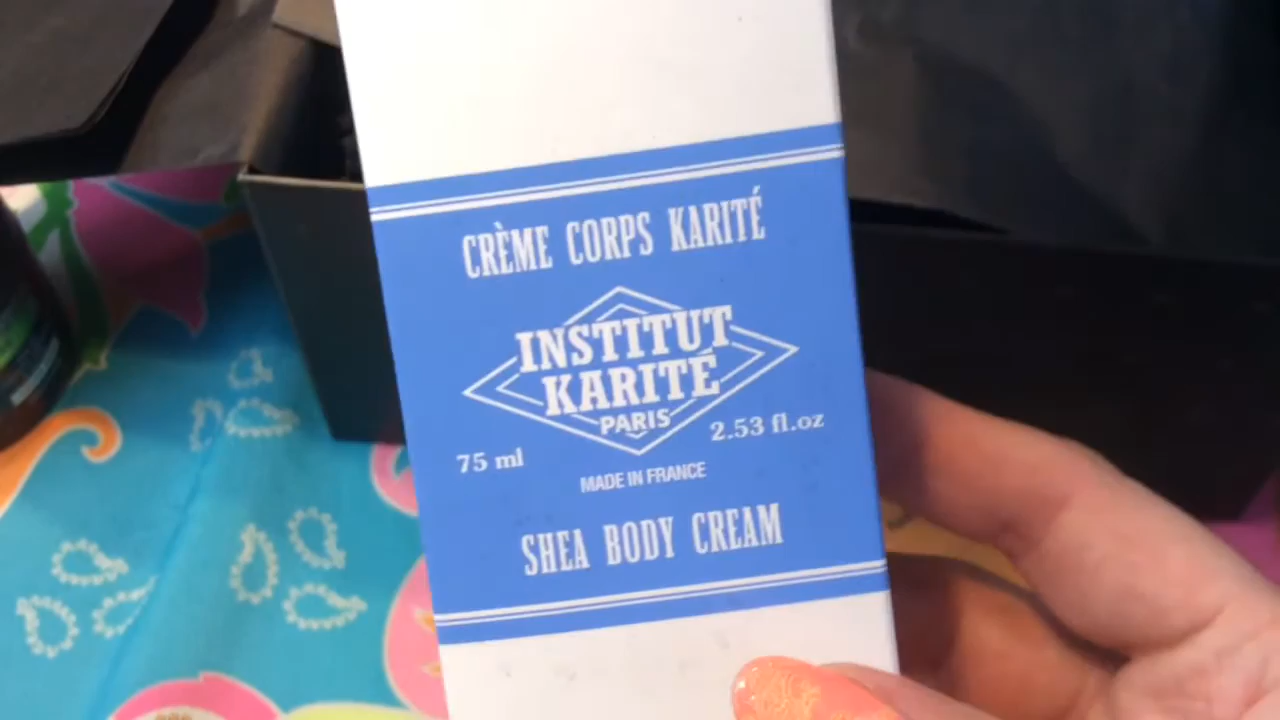 CRÈME CORPS KARITÉ
INSTITUT
KARITÉ
PARIS
75 ml
2.53 fl.oz
MADE IN FRANCE
SHEA BODY CREAM